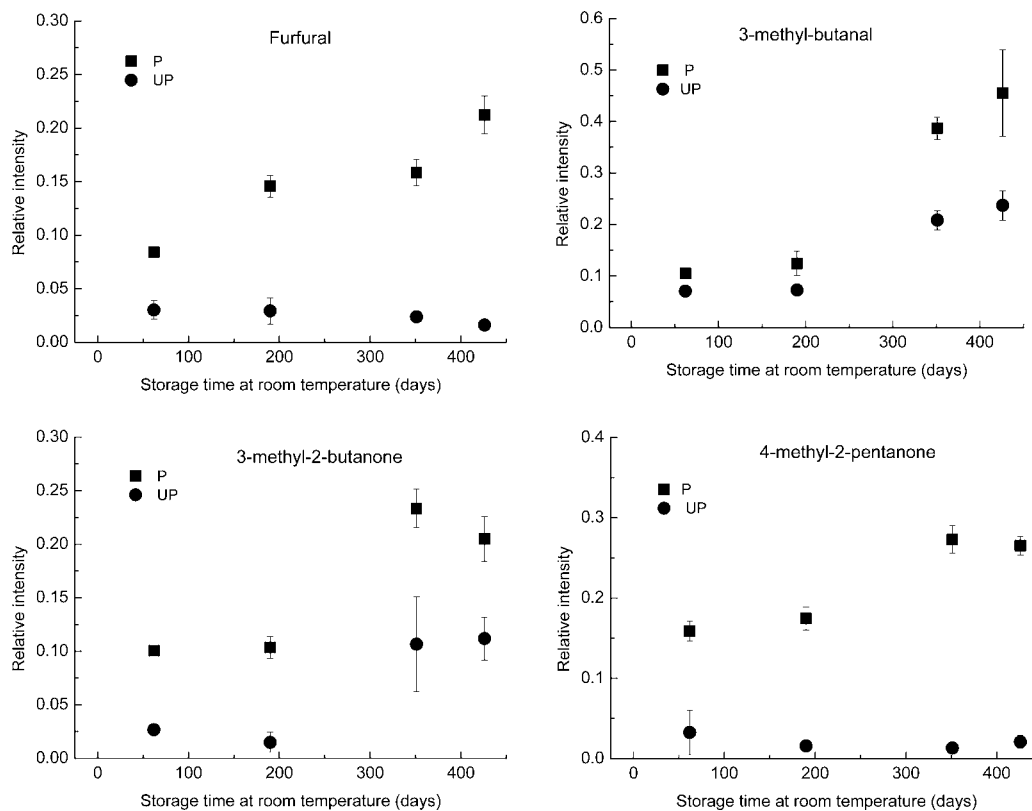 Furfural
P
UP
0.30
0.25
0.20
0.15
0.10
0.05
0.00
Relative intensity
0 100 200 300 400
Storage time at room temperature (days)
3-methyl-butanal
P
UP
0.6
0.5
0.4
0.3
0.2
0.1
0.0
Relative intensity
0 100 200 300 400
Storage time at room temperature (days)
3-methyl-2-butanone
P
UP
0.30
0.25
0.20
0.15
0.10
0.05
0.00
Relative intensity
0 100 200 300 400
Storage time at room temperature (days)
4-methyl-2-pentanone
P
UP
0.4
0.3
0.2
0.1
0.0
Relative intensity
0 100 200 300 400
Storage time at room temperature (days)